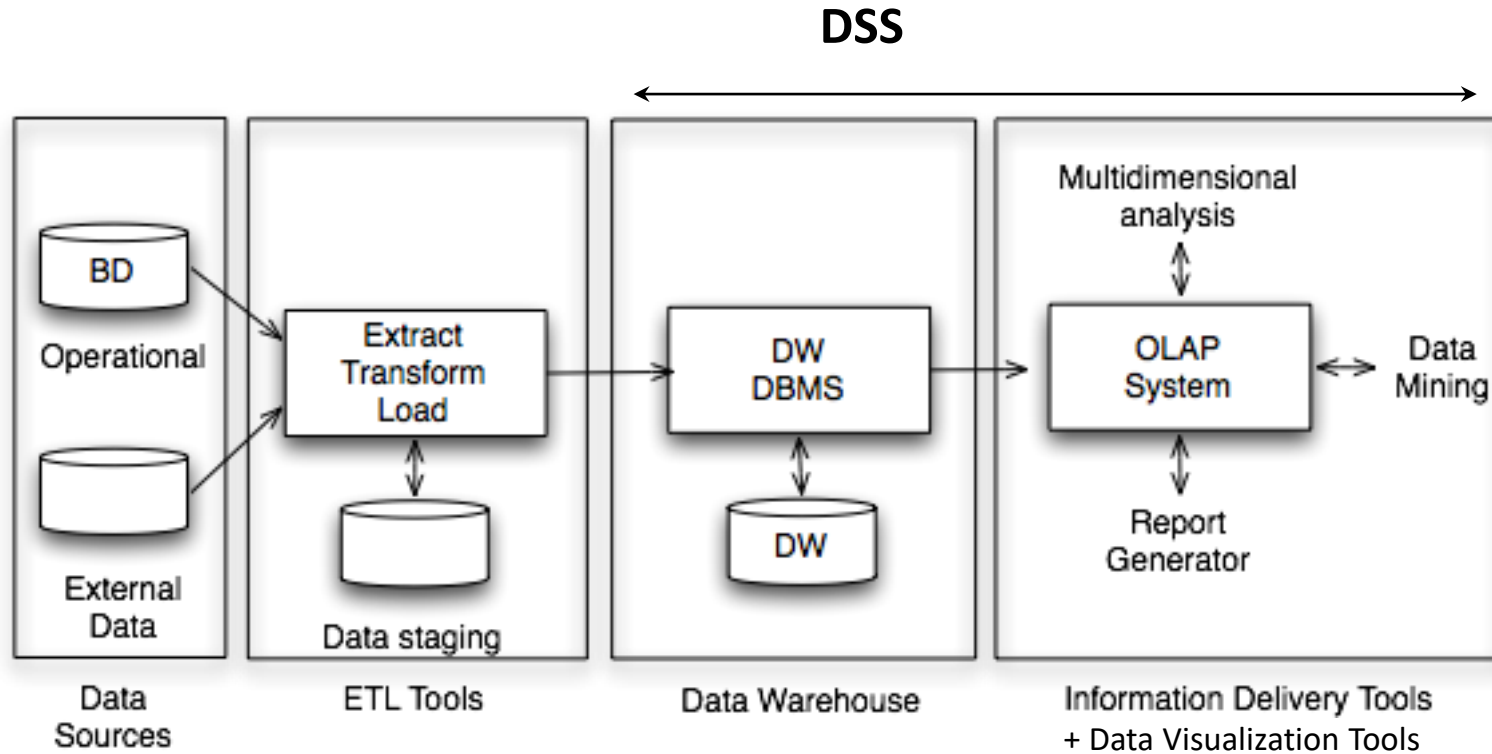 DSS
BD
Operational
External
Data
Data
Sources
Extract
Transform
Load
Data staging
ETL Tools
DW
DBMS
DW
Data Warehouse
Multidimensional
analysis
OLAP
System
Data
Mining
Report
Generator
Information Delivery Tools
+ Data Visualization Tools